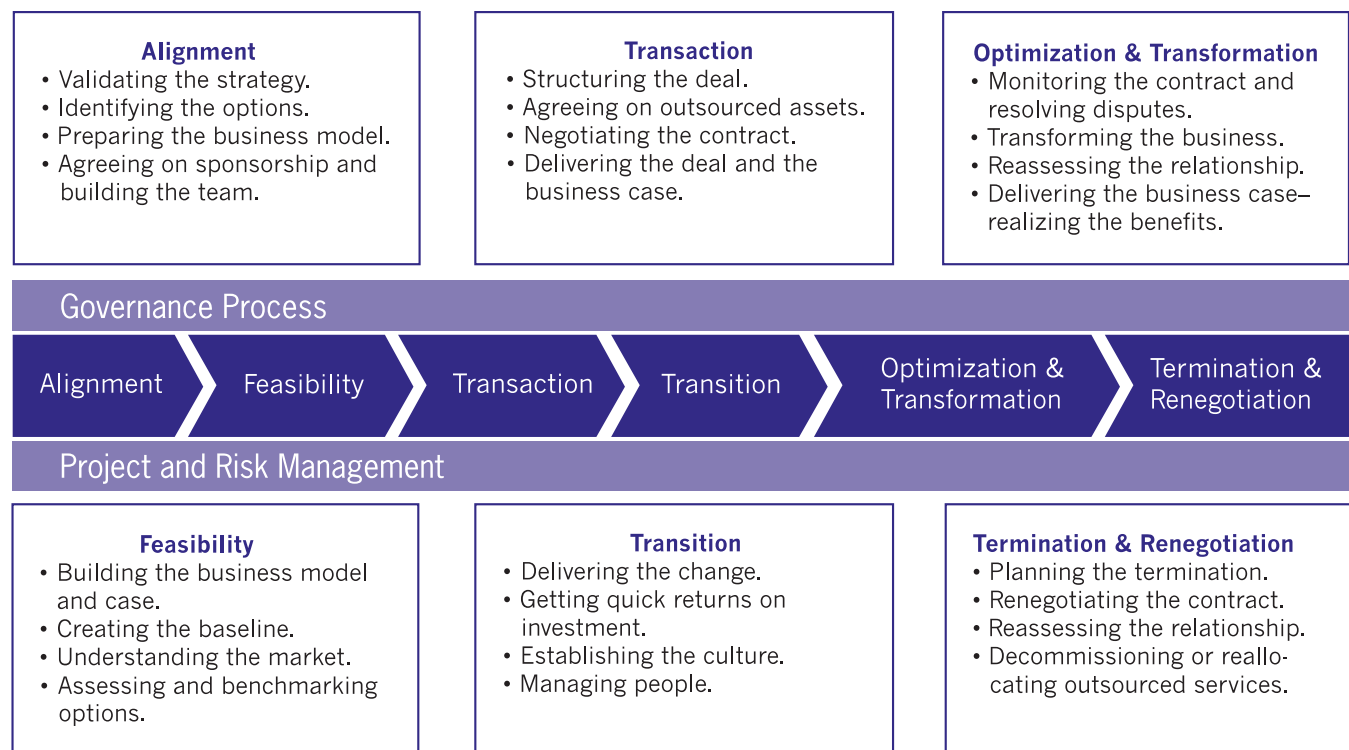 Alignment
• Validating the strategy.
• Identifying the options.
• Preparing the business model.
• Agreeing on sponsorship and
building the team.
Transaction
• Structuring the deal.
• Agreeing on outsourced assets.
• Negotiating the contract.
• Delivering the deal and the
business case.
Optimization & Transformation
• Monitoring the contract and
resolving disputes.
• Transforming the business.
• Reassessing the relationship.
• Delivering the business case–
realizing the benefits.
Governance Process
Alignment
Feasibility
Transaction
Transition
Optimization &
Transformation
Termination &
Renegotiation
Project and Risk Management
Feasibility
• Building the business model
and case.
• Creating the baseline.
• Understanding the market.
• Assessing and benchmarking
options.
Transition
• Delivering the change.
• Getting quick returns on
investment.
• Establishing the culture.
• Managing people.
Termination & Renegotiation
• Planning the termination.
• Renegotiating the contract.
• Reassessing the relationship.
• Decommissioning or reallo-
cating outsourced services.